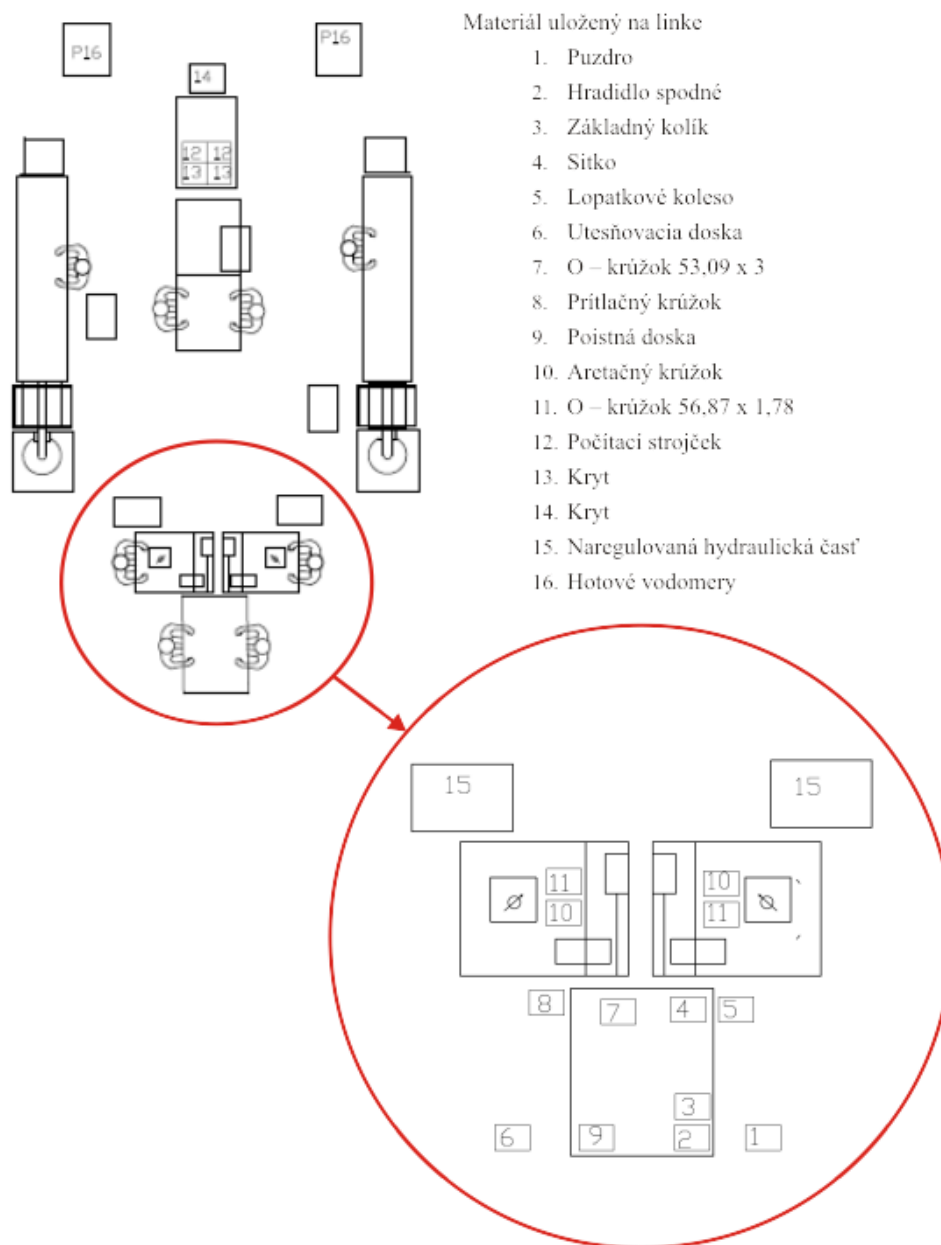 Materiál uložený na linke
1. Puzdro
2. Hradidlo spodné
3. Základný kolík
4. Sitko
5. Lopatkové koleso
6. Utesňovacia doska
7. O – krúžok 53,09 x 3
8. Prítlačný krúžok
9. Poistná doska
10. Aretačný krúžok
11. O – krúžok 56,87 x 1,78
12. Počítací strojček
13. Kryt
14. Kryt
15. Naregulovaná hydraulická časť
16. Hotové vodomery
P16
P16
14
12 12
13 13
15
15
11
10
10
11
8
7
4
5
3
6
9
2
1